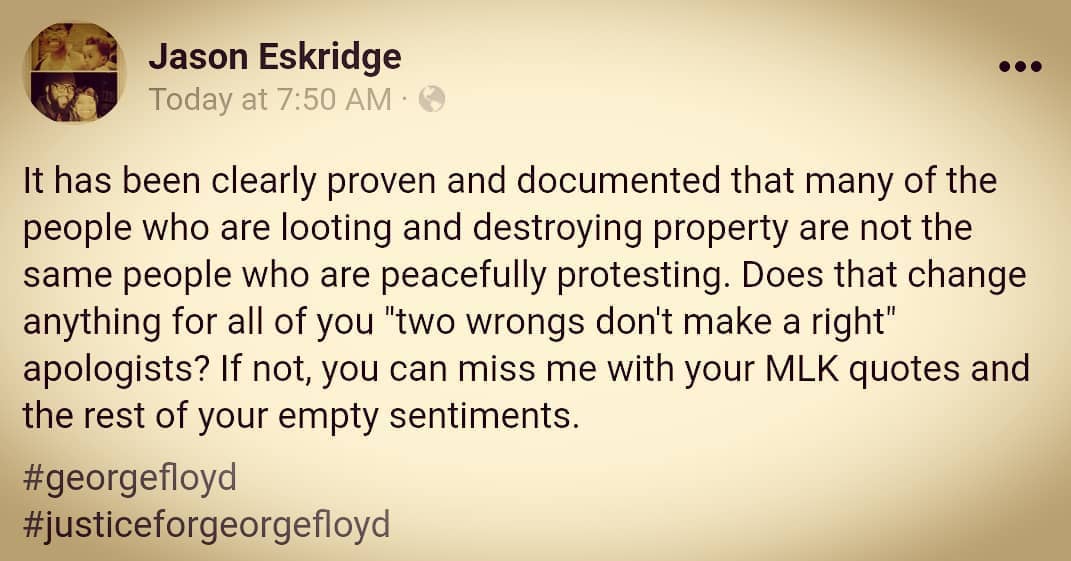 Jason Eskridge
Today at 7:50 AM ·
It has been clearly proven and documented that many of the
people who are looting and destroying property are not the
same people who are peacefully protesting. Does that change
anything for all of you "two wrongs don't make a right"
apologists? If not, you can miss me with your MLK quotes and
the rest of your empty sentiments.
#georgefloyd
#justiceforgeorgefloyd